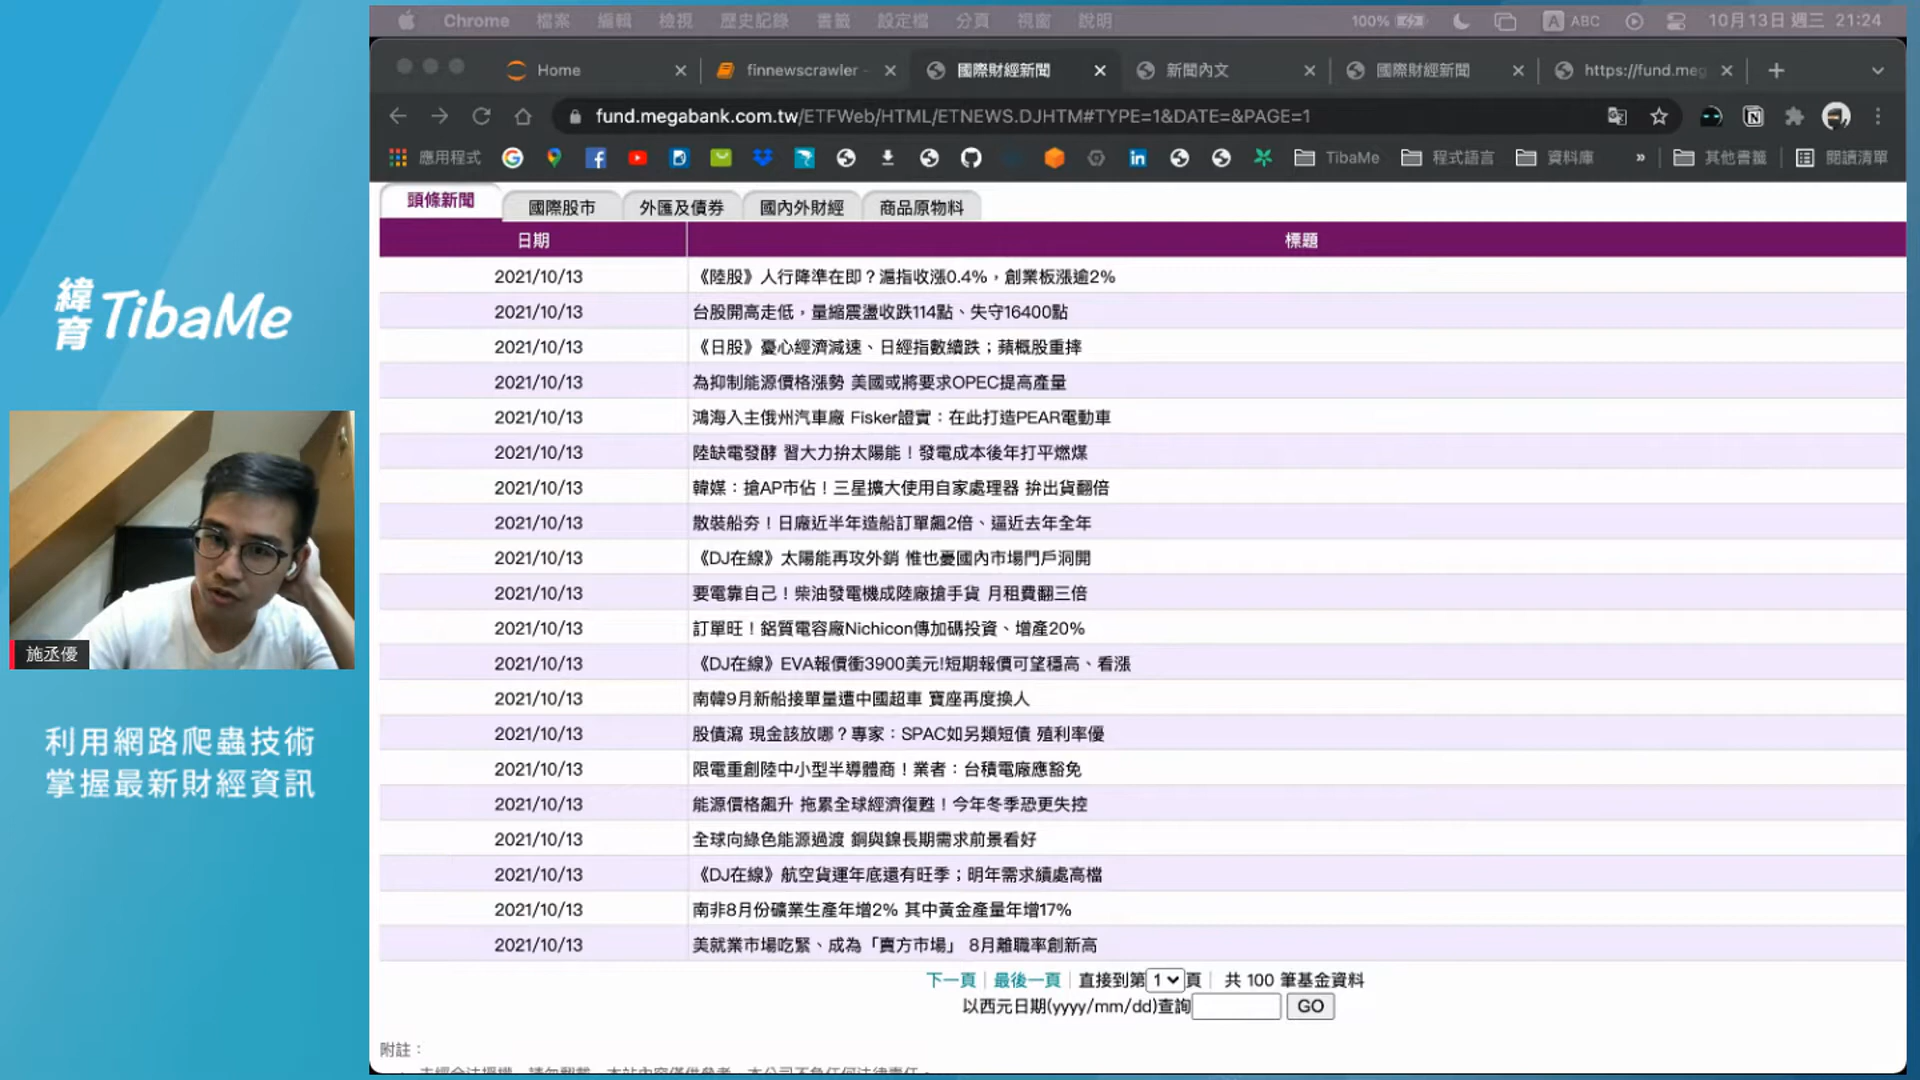 Chrome 檔案 編輯 檢視 歷史記錄 書籤 設定檔 分頁 視窗 說明 100% ABC 10月13日 週三 21:24
Home
finnewscrawler -
國際財經新聞
新聞內文
國際財經新聞
https://fund.meg
fund.megabank.com.tw/ETFWeb/HTML/ETNEWS.DJHTM#TYPE=1&DATE=&PAGE=1
應用程式 TibaMe 程式語言 資料庫 » 其他書籤 閱讀清單
頭條新聞 國際股市 外匯及債券 國內外財經 商品原物料
日期 標題
2021/10/13 《陸股》人行降準在即？滬指收漲0.4%，創業板漲逾2%
2021/10/13 台股開高走低，量縮震盪收跌114點、失守16400點
2021/10/13 《日股》憂心經濟減速、日經指數續跌；蘋概股重摔
2021/10/13 為抑制能源價格漲勢 美國或將要求OPEC提高產量
2021/10/13 鴻海入主俄州汽車廠 Fisker證實：在此打造PEAR電動車
2021/10/13 陸缺電發酵 習大力拚太陽能！發電成本後年打平燃煤
2021/10/13 韓媒：搶AP市佔！三星擴大使用自家處理器 拚出貨翻倍
2021/10/13 散裝船夯！日廠近半年造船訂單飆2倍、逼近去年全年
2021/10/13 《DJ在線》太陽能再攻外銷 惟也憂國內市場門戶洞開
2021/10/13 要電靠自己！柴油發電機成陸廠搶手貨 月租費翻三倍
2021/10/13 訂單旺！鋁質電容廠Nichicon傳加碼投資、增產20%
2021/10/13 《DJ在線》EVA報價衝3900美元!短期報價可望穩高、看漲
2021/10/13 南韓9月新船接單量遭中國超車 寶座再度換人
2021/10/13 股債瀉 現金該放哪？專家：SPAC如另類短債 殖利率優
2021/10/13 限電重創陸中小型半導體商！業者：台積電廠應豁免
2021/10/13 能源價格飆升 拖累全球經濟復甦！今年冬季恐更失控
2021/10/13 全球向綠色能源過渡 銅與鎳長期需求前景看好
2021/10/13 《DJ在線》航空貨運年底還有旺季；明年需求續處高檔
2021/10/13 南非8月份礦業生產年增2% 其中黃金產量年增17%
2021/10/13 美就業市場吃緊、成為「賣方市場」 8月離職率創新高
下一頁｜最後一頁｜直接到第 1 頁｜ 共 100 筆基金資料
以西元日期(yyyy/mm/dd)查詢 GO
附註：
緯育 TibaMe
施丞優
利用網路爬蟲技術
掌握最新財經資訊